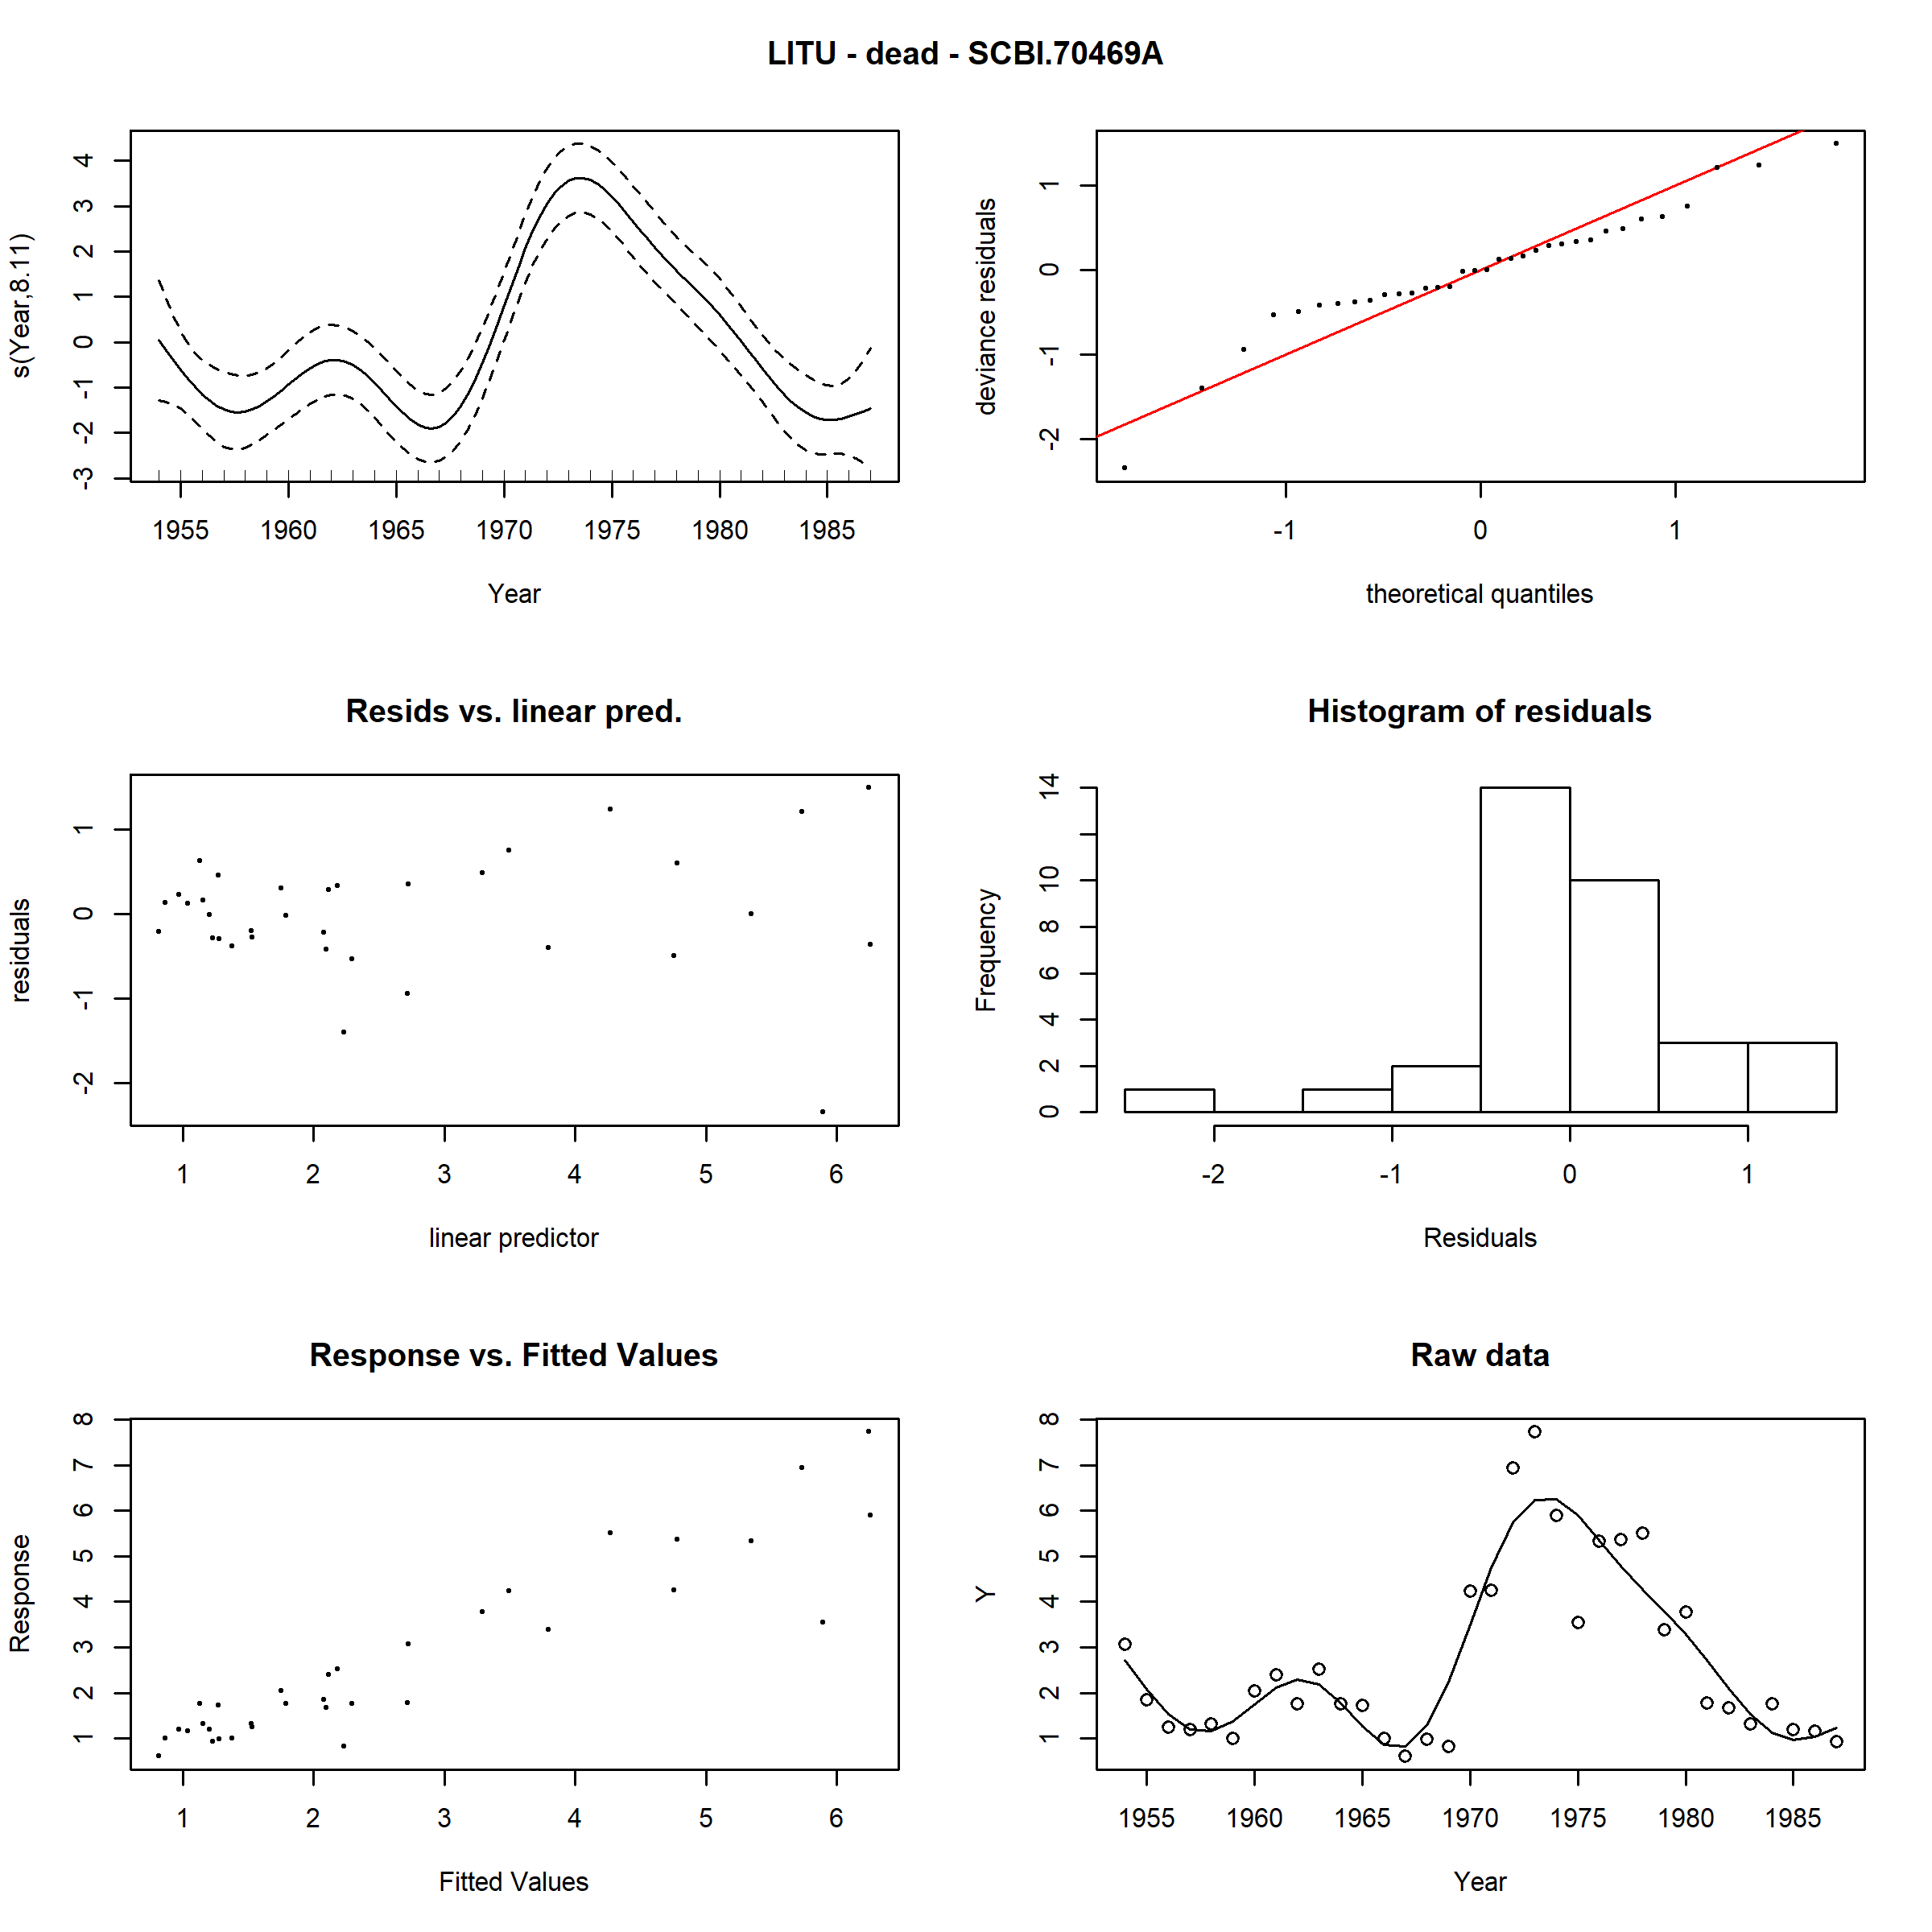 LITU - dead - SCBI.70469A
s(Year,8.11)
4
3
2
1
0
-1
-2
-3
1955 1960 1965 1970 1975 1980 1985
Year
deviance residuals
1
0
-1
-2
-1 0 1
theoretical quantiles
Resids vs. linear pred.
residuals
1
0
-1
-2
1 2 3 4 5 6
linear predictor
Histogram of residuals
Frequency
14
10
8
6
4
2
0
-2 -1 0 1
Residuals
Response vs. Fitted Values
Response
8
7
6
5
4
3
2
1
1 2 3 4 5 6
Fitted Values
Raw data
Y
8
7
6
5
4
3
2
1
1955 1960 1965 1970 1975 1980 1985
Year